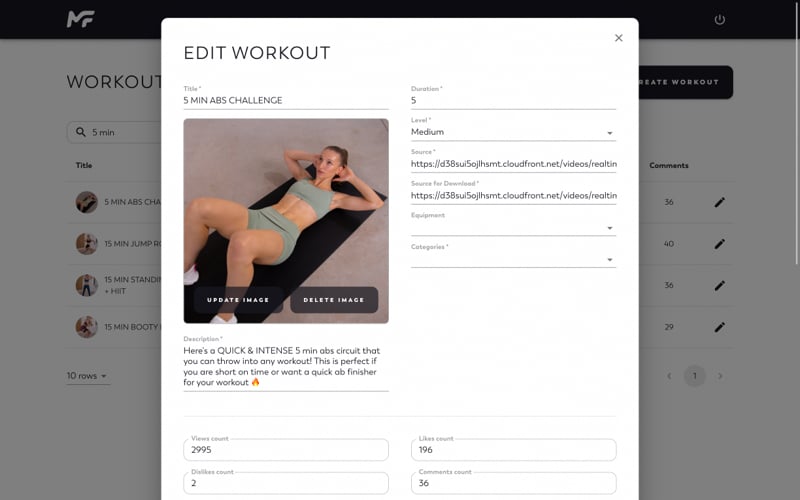 MF
EDIT WORKOUT
WORKOUT
REATE WORKOUT
Title *
5 MIN ABS CHALLENGE
Duration *
5
Level *
Medium
5 min
Source *
https://d38sui5ojlhsmt.cloudfront.net/videos/realtin
Title
Comments
Source for Download *
https://d38sui5ojlhsmt.cloudfront.net/videos/realtin
5 MIN ABS CHA
36
Equipment
15 MIN JUMP RO
40
Categories *
15 MIN STANDIN
+ HIIT
36
UPDATE IMAGE
DELETE IMAGE
15 MIN BOOTY
29
Description *
Here's a QUICK & INTENSE 5 min abs circuit that
you can throw into any workout! This is perfect if
you are short on time or want a quick ab finisher
for your workout 🔥
10 rows
1
Views count
2995
Likes count
196
Dislikes count
2
Comments count
36